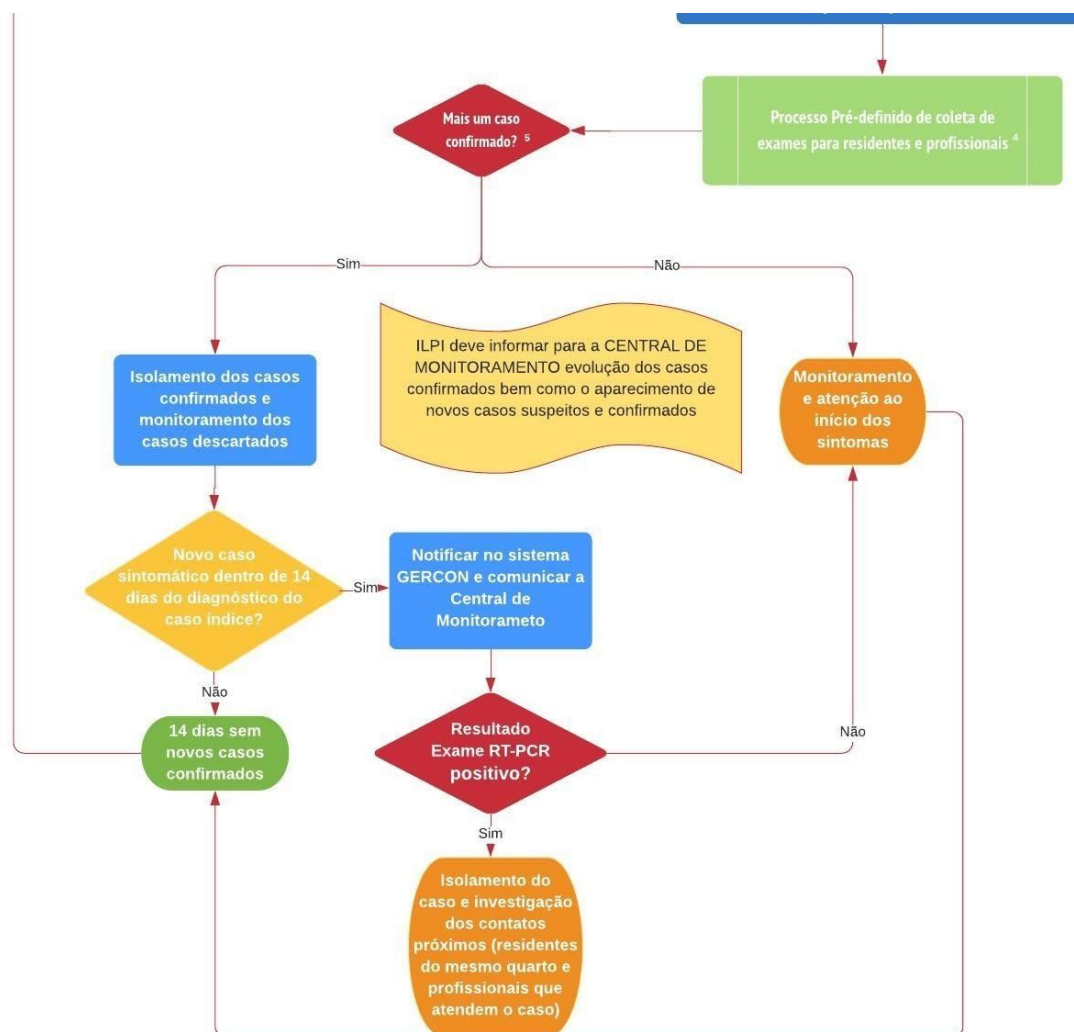 Processo Pré-definido de coleta de
exames para residentes e profissionais 4
Mais um caso
confirmado? 5
Sim
Não
ILPI deve informar para a CENTRAL DE
MONITORAMENTO evolução dos casos
confirmados bem como o aparecimento de
novos casos suspeitos e confirmados
Isolamento dos casos
confirmados e
monitoramento dos
casos descartados
Monitoramento
e atenção ao
início dos
sintomas
Novo caso
sintomático dentro de 14
dias do diagnóstico do
caso índice?
Sim
Notificar no sistema
GERCON e comunicar a
Central de
Monitorameto
Não
14 dias sem
novos casos
confirmados
Resultado
Exame RT-PCR
positivo?
Não
Sim
Isolamento do
caso e investigação
dos contatos
próximos (residentes
do mesmo quarto e
profissionais que
atendem o caso)